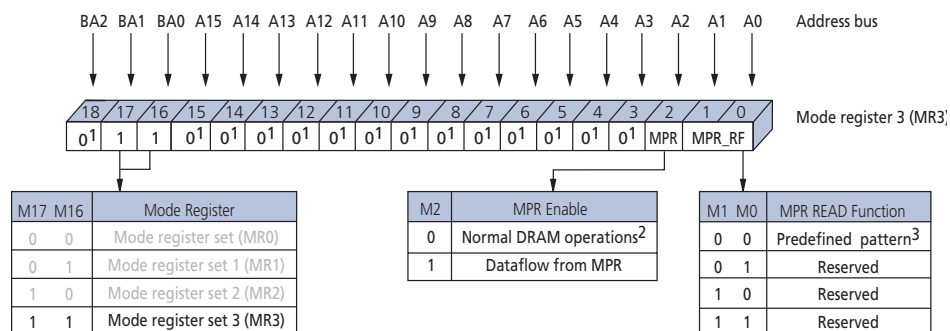 BA2 BA1 BA0 A15 A14 A13 A12 A11 A10 A9 A8 A7 A6 A5 A4 A3 A2 A1 A0 Address bus
18 17 16 15 14 13 12 11 10 9 8 7 6 5 4 3 2 1 0
Mode register 3 (MR3)
0¹ 1 1 0¹ 0¹ 0¹ 0¹ 0¹ 0¹ 0¹ 0¹ 0¹ 0¹ 0¹ 0¹ 0¹ MPR MPR_RF
M17 M16 Mode Register
0 0 Mode register set (MR0)
0 1 Mode register set 1 (MR1)
1 0 Mode register set 2 (MR2)
1 1 Mode register set 3 (MR3)
M2 MPR Enable
0 Normal DRAM operations²
1 Dataflow from MPR
M1 M0 MPR READ Function
0 0 Predefined pattern³
0 1 Reserved
1 0 Reserved
1 1 Reserved